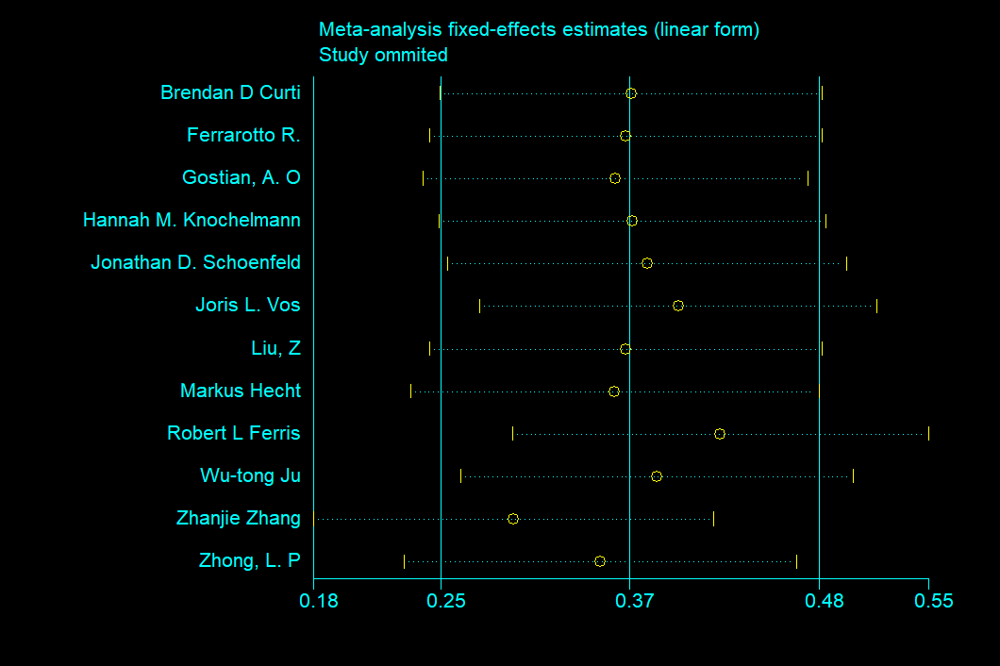 Meta-analysis fixed-effects estimates (linear form)
Study ommited
Brendan D Curti
Ferrarotto R.
Gostian, A. O
Hannah M. Knochelmann
Jonathan D. Schoenfeld
Joris L. Vos
Liu, Z
Markus Hecht
Robert L Ferris
Wu-tong Ju
Zhanjie Zhang
Zhong, L. P
0.18 0.25 0.37 0.48 0.55